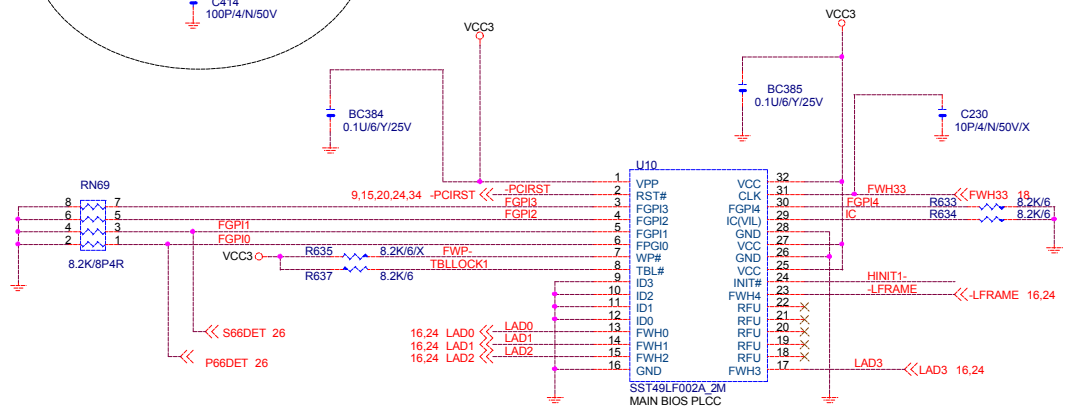 C414
100P/4/N/50V
VCC3
VCC3
BC384
0.1U/6/Y/25V
BC385
0.1U/6/Y/25V
C230
10P/4/N/50V/X
U10
RN69
8 7
6 5
4 3
2 1
8.2K/8P4R
9,15,20,24,34 -PCIRST
-PCIRST
FGPI3
FGPI2
FGPI1
FGPI0
VCC3
R635 8.2K/6/X
FWP-
R637 8.2K/6
TBLLOCK1
S66DET 26
P66DET 26
16,24 LAD0
LAD0
16,24 LAD1
LAD1
16,24 LAD2
LAD2
1 VPP
2 RST#
3 FGPI3
4 FGPI2
5 FGPI1
6 FPGI0
7 WP#
8 TBL#
9 ID3
10 ID2
11 ID1
12 ID0
13 FWH0
14 FWH1
15 FWH2
16 GND
VCC 32
CLK 31
FGPI4 30
IC(VIL) 29
GND 28
VCC 27
GND 26
VCC 25
INIT# 24
FWH4 23
RFU 22
RFU 21
RFU 20
RFU 19
RFU 18
FWH3 17
FWH33
FWH33 18
FGPI4
R633 8.2K/6
IC
R634 8.2K/6
HINIT1-
-LFRAME
-LFRAME 16,24
LAD3
LAD3 16,24
SST49LF002A_2M
MAIN BIOS PLCC